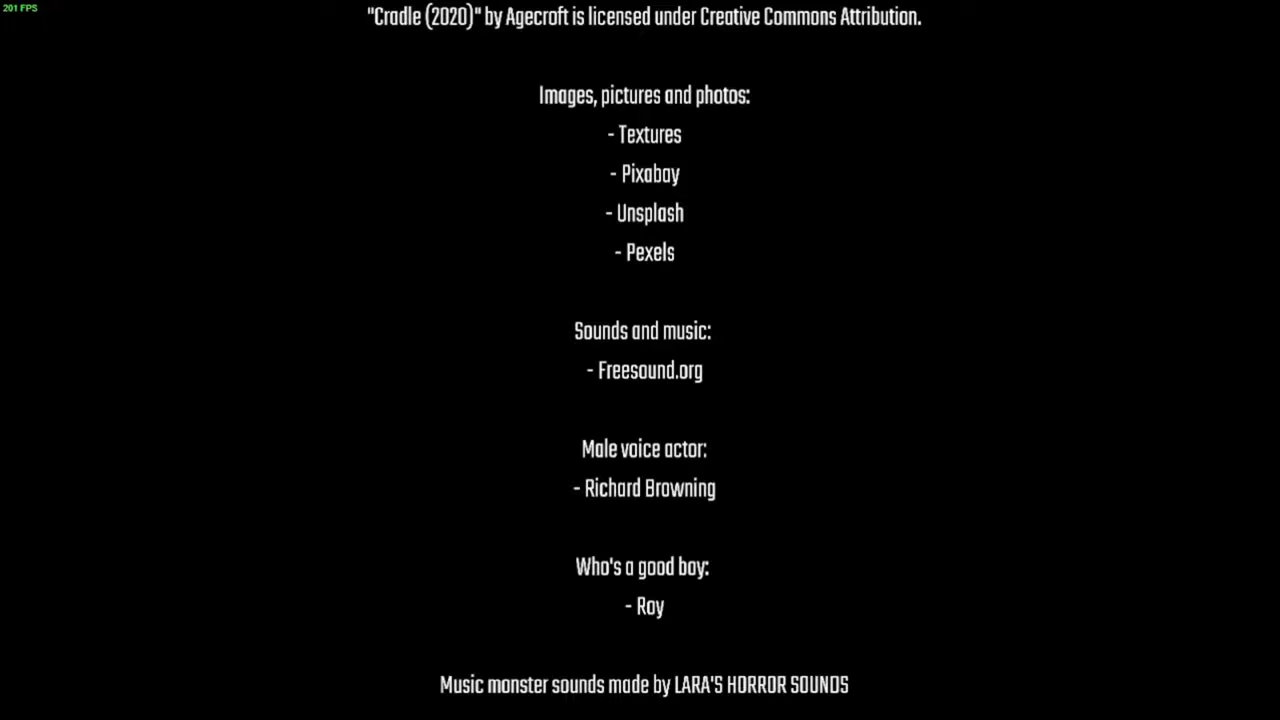 201 FPS
"Cradle (2020)" by Agecroft is licensed under Creative Commons Attribution.
Images, pictures and photos:
- Textures
- Pixabay
- Unsplash
- Pexels
Sounds and music:
- Freesound.org
Male voice actor:
- Richard Browning
Who's a good boy:
- Roy
Music monster sounds made by LARA'S HORROR SOUNDS